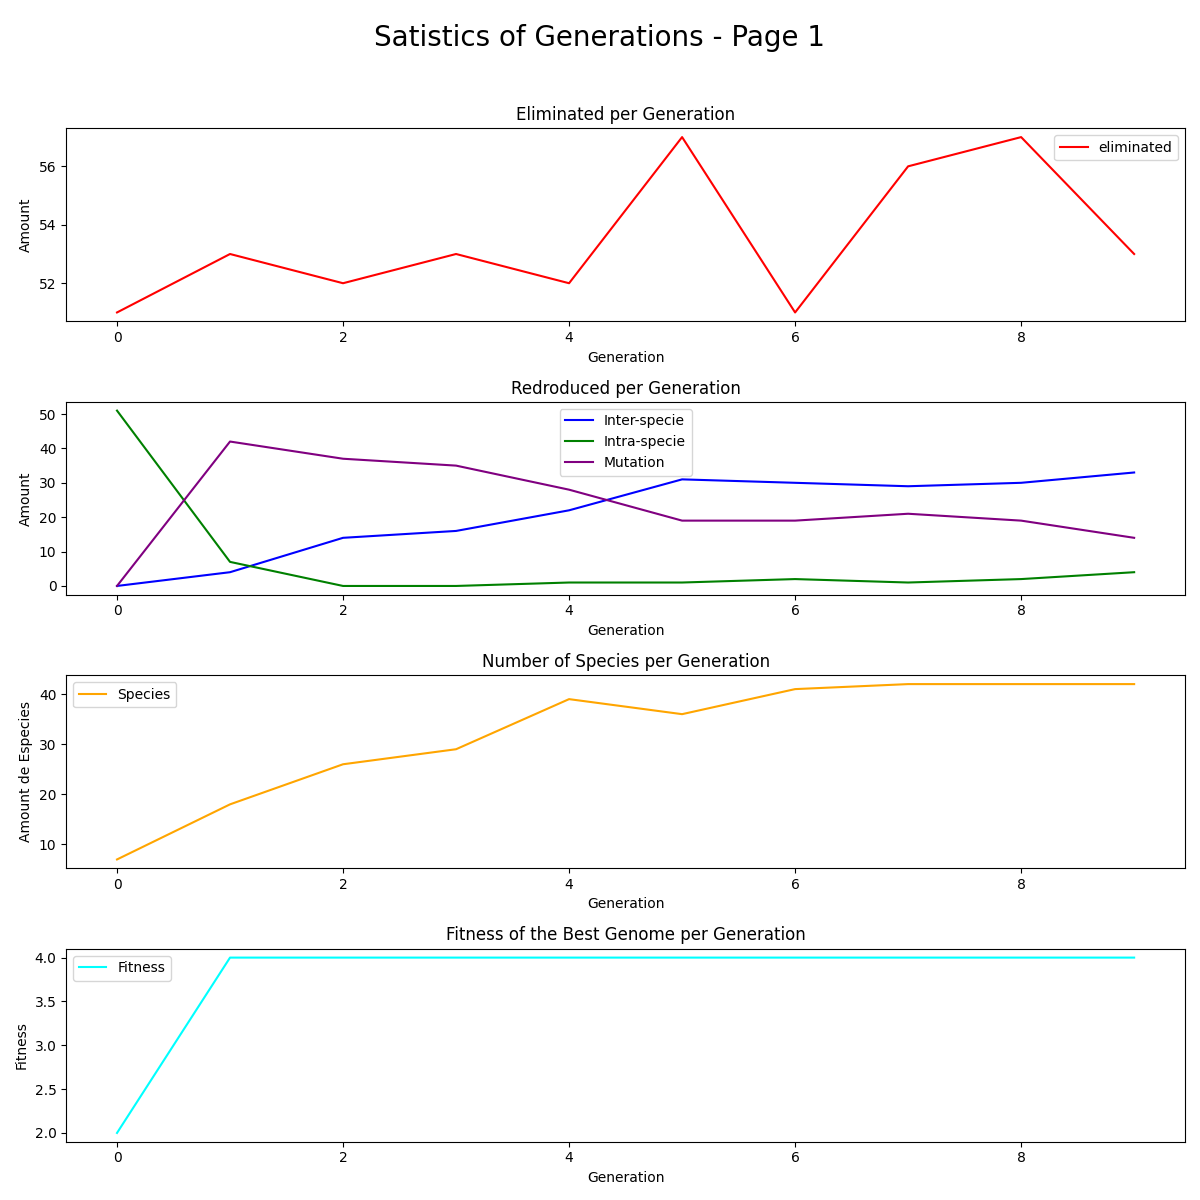 Satistics of Generations - Page 1
Eliminated per Generation
eliminated
Amount
56
54
52
0 2 4 6 8
Generation
Redroduced per Generation
Inter-specie
Intra-specie
Mutation
Amount
50
40
30
20
10
0
0 2 4 6 8
Generation
Number of Species per Generation
Species
Amount de Especies
40
30
20
10
0 2 4 6 8
Generation
Fitness of the Best Genome per Generation
Fitness
Fitness
4.0
3.5
3.0
2.5
2.0
0 2 4 6 8
Generation